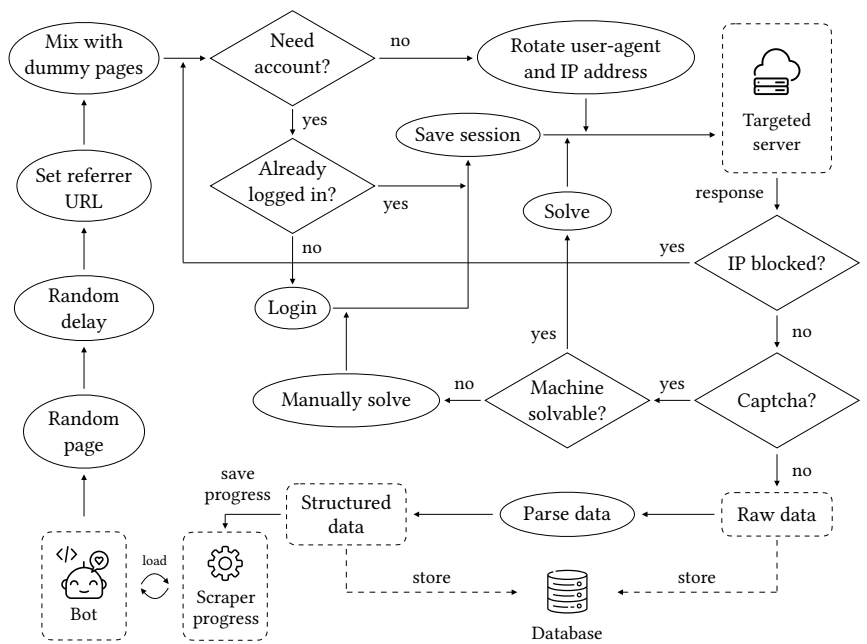 Mix with
dummy pages
Need
account?
no
Rotate user-agent
and IP address
yes
Save session
Targeted
server
Set referrer
URL
Already
logged in?
yes
response
Solve
no
yes
IP blocked?
Random
delay
Login
no
yes
Random
page
Manually solve
no
Machine
solvable?
yes
Captcha?
no
save
progress
Structured
data
Parse data
Raw data
</>
load
Bot
Scraper
progress
store
store
Database